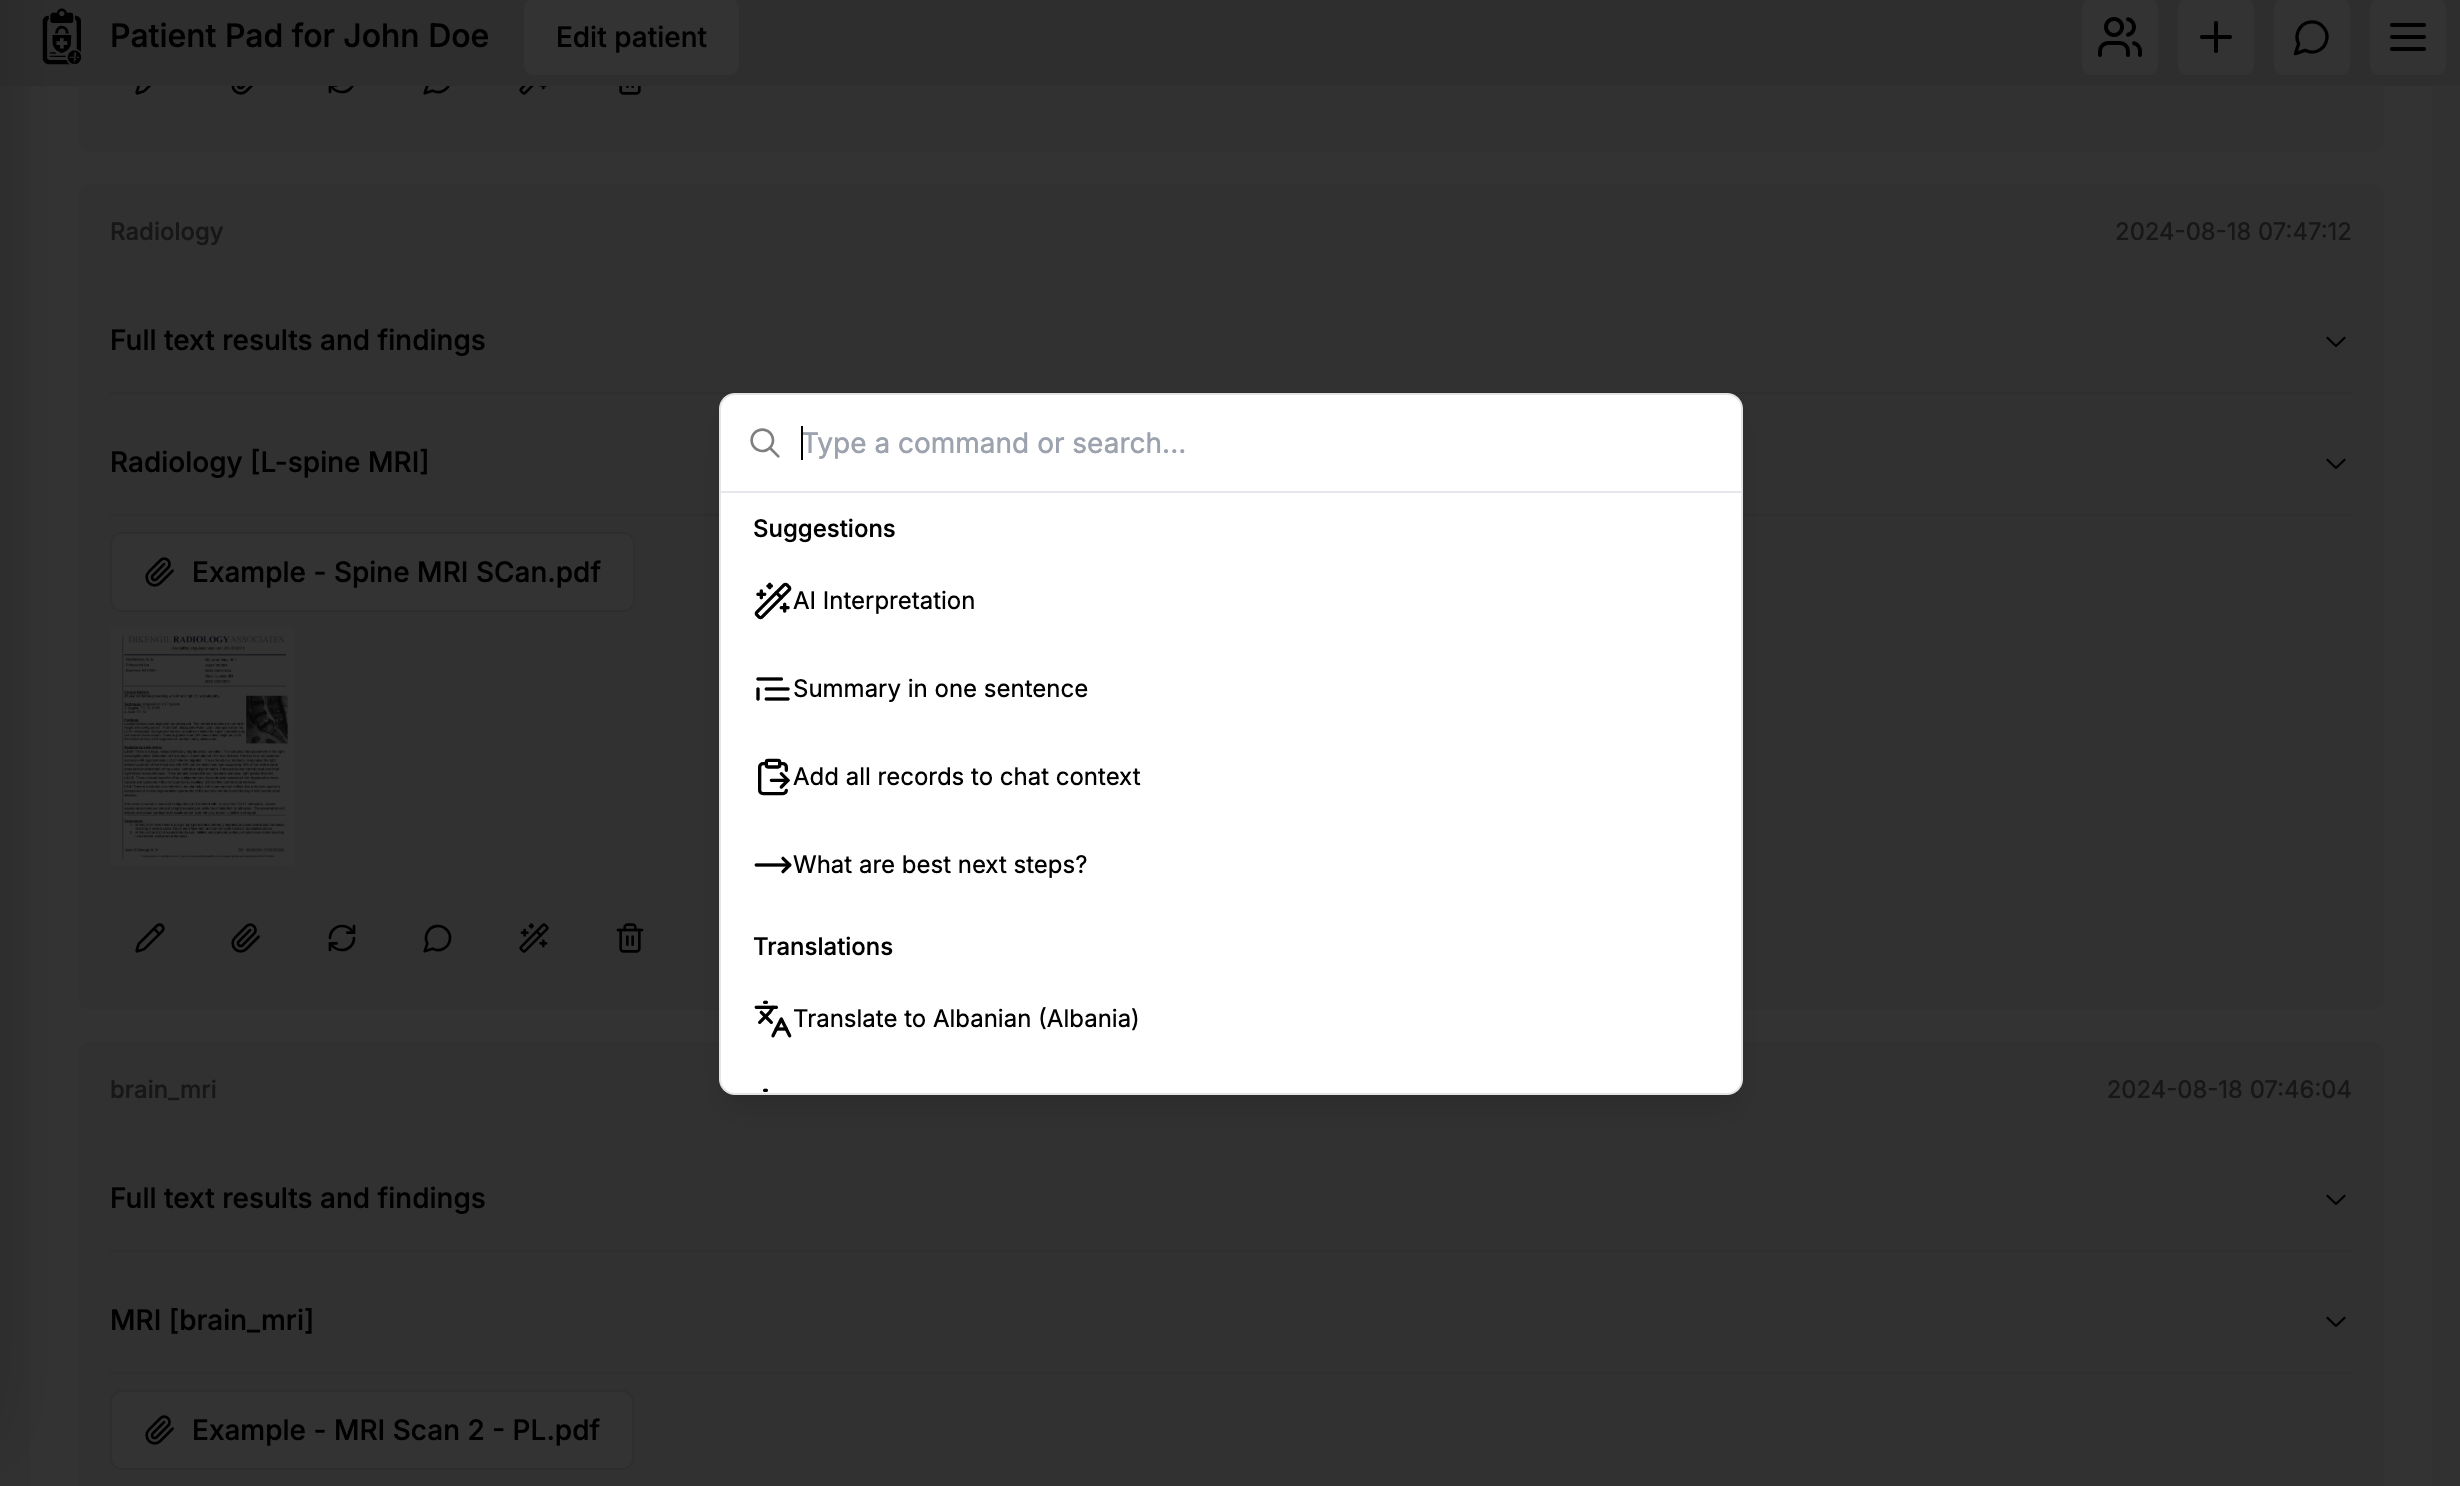 Patient Pad for John Doe
Edit patient
Radiology
2024-08-18 07:47:12
Full text results and findings
Radiology [L-spine MRI]
Example - Spine MRI SCan.pdf
RADIOLOGY ASSOCIATES
Type a command or search...
Suggestions
AI Interpretation
Summary in one sentence
Add all records to chat context
What are best next steps?
Translations
Translate to Albanian (Albania)
brain_mri
2024-08-18 07:46:04
Full text results and findings
MRI [brain_mri]
Example - MRI Scan 2 - PL.pdf